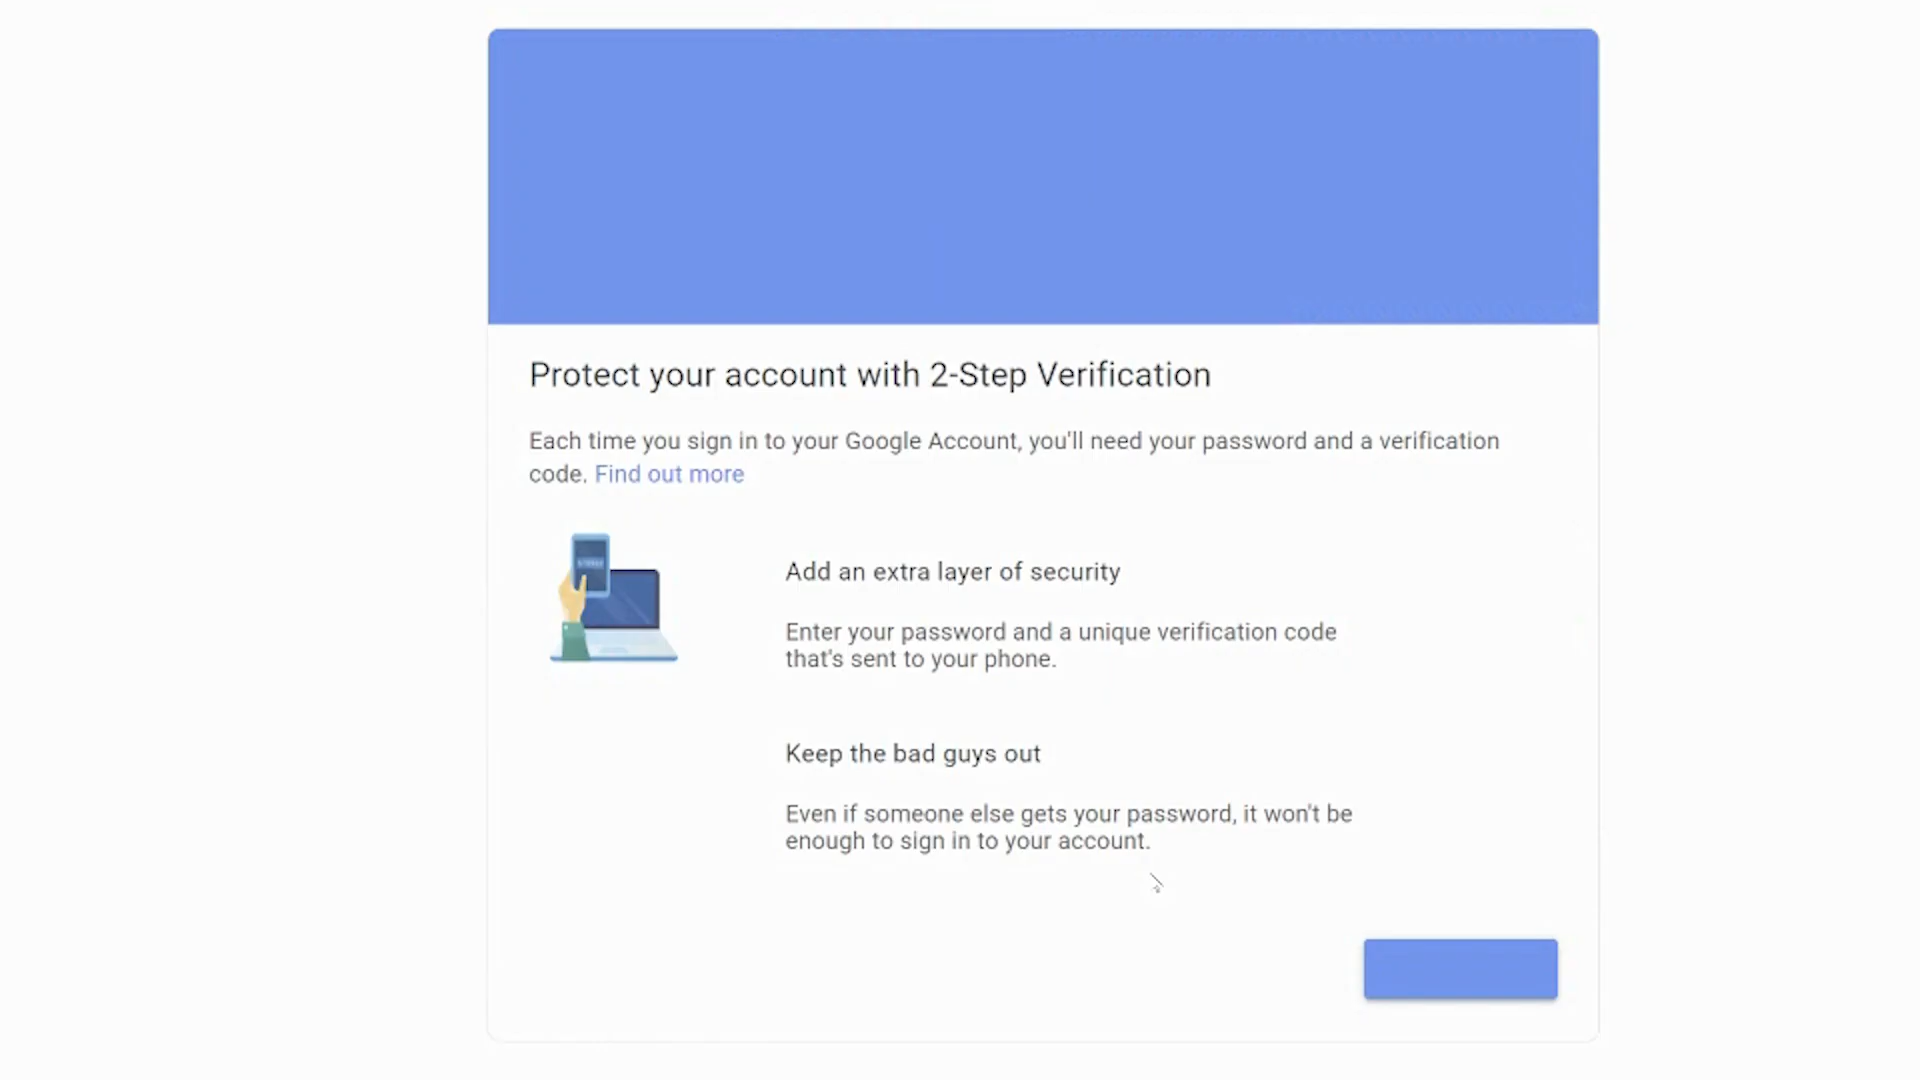 Protect your account with 2-Step Verification
Each time you sign in to your Google Account, you'll need your password and a verification
code. Find out more
Add an extra layer of security
Enter your password and a unique verification code
that's sent to your phone.
Keep the bad guys out
Even if someone else gets your password, it won't be
enough to sign in to your account.